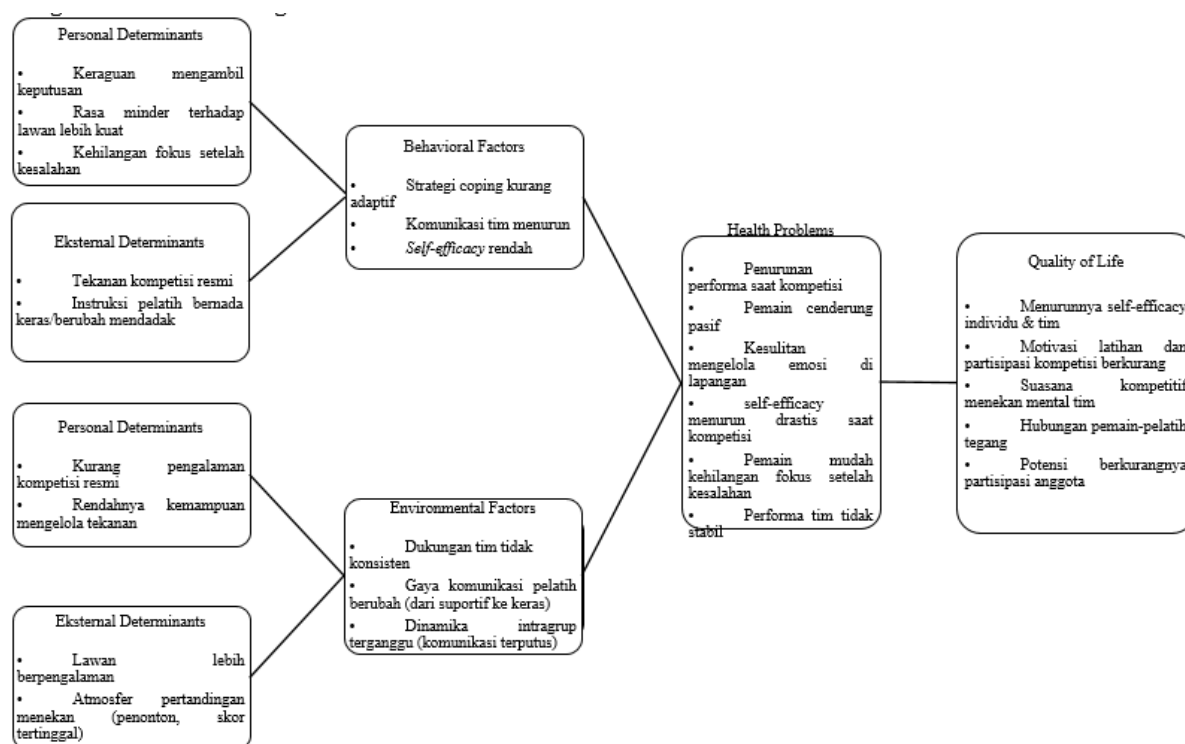 Personal Determinants
• Keraguan mengambil
keputusan
• Rasa minder terhadap
lawan lebih kuat
• Kehilangan fokus setelah
kesalahan
Eksternal Determinants
• Tekanan kompetisi resmi
• Instruksi pelatih bernada
keras/berubah mendadak
Personal Determinants
• Kurang pengalaman
kompetisi resmi
• Rendahnya kemampuan
mengelola tekanan
Eksternal Determinants
• Lawan lebih
berpengalaman
• Atmosfer pertandingan
menekan (penonton, skor
tertinggal)
Behavioral Factors
• Strategi coping kurang
adaptif
• Komunikasi tim menurun
• Self-efficacy rendah
Environmental Factors
• Dukungan tim tidak
konsisten
• Gaya komunikasi pelatih
berubah (dari suportif ke keras)
• Dinamika intragrup
terganggu (komunikasi terputus)
Health Problems
• Penurunan
performa saat kompetisi
• Pemain cenderung
pasif
• Kesulitan
mengelola emosi di
lapangan
• self-efficacy
menurun drastis saat
kompetisi
• Pemain mudah
kehilangan fokus setelah
kesalahan
• Performa tim tidak
stabil
Quality of Life
• Menurunnya self-efficacy
individu & tim
• Motivasi latihan dan
partisipasi kompetisi berkurang
• Suasana kompetitif
menekan mental tim
• Hubungan pemain-pelatih
tegang
• Potensi berkurangnya
partisipasi anggota